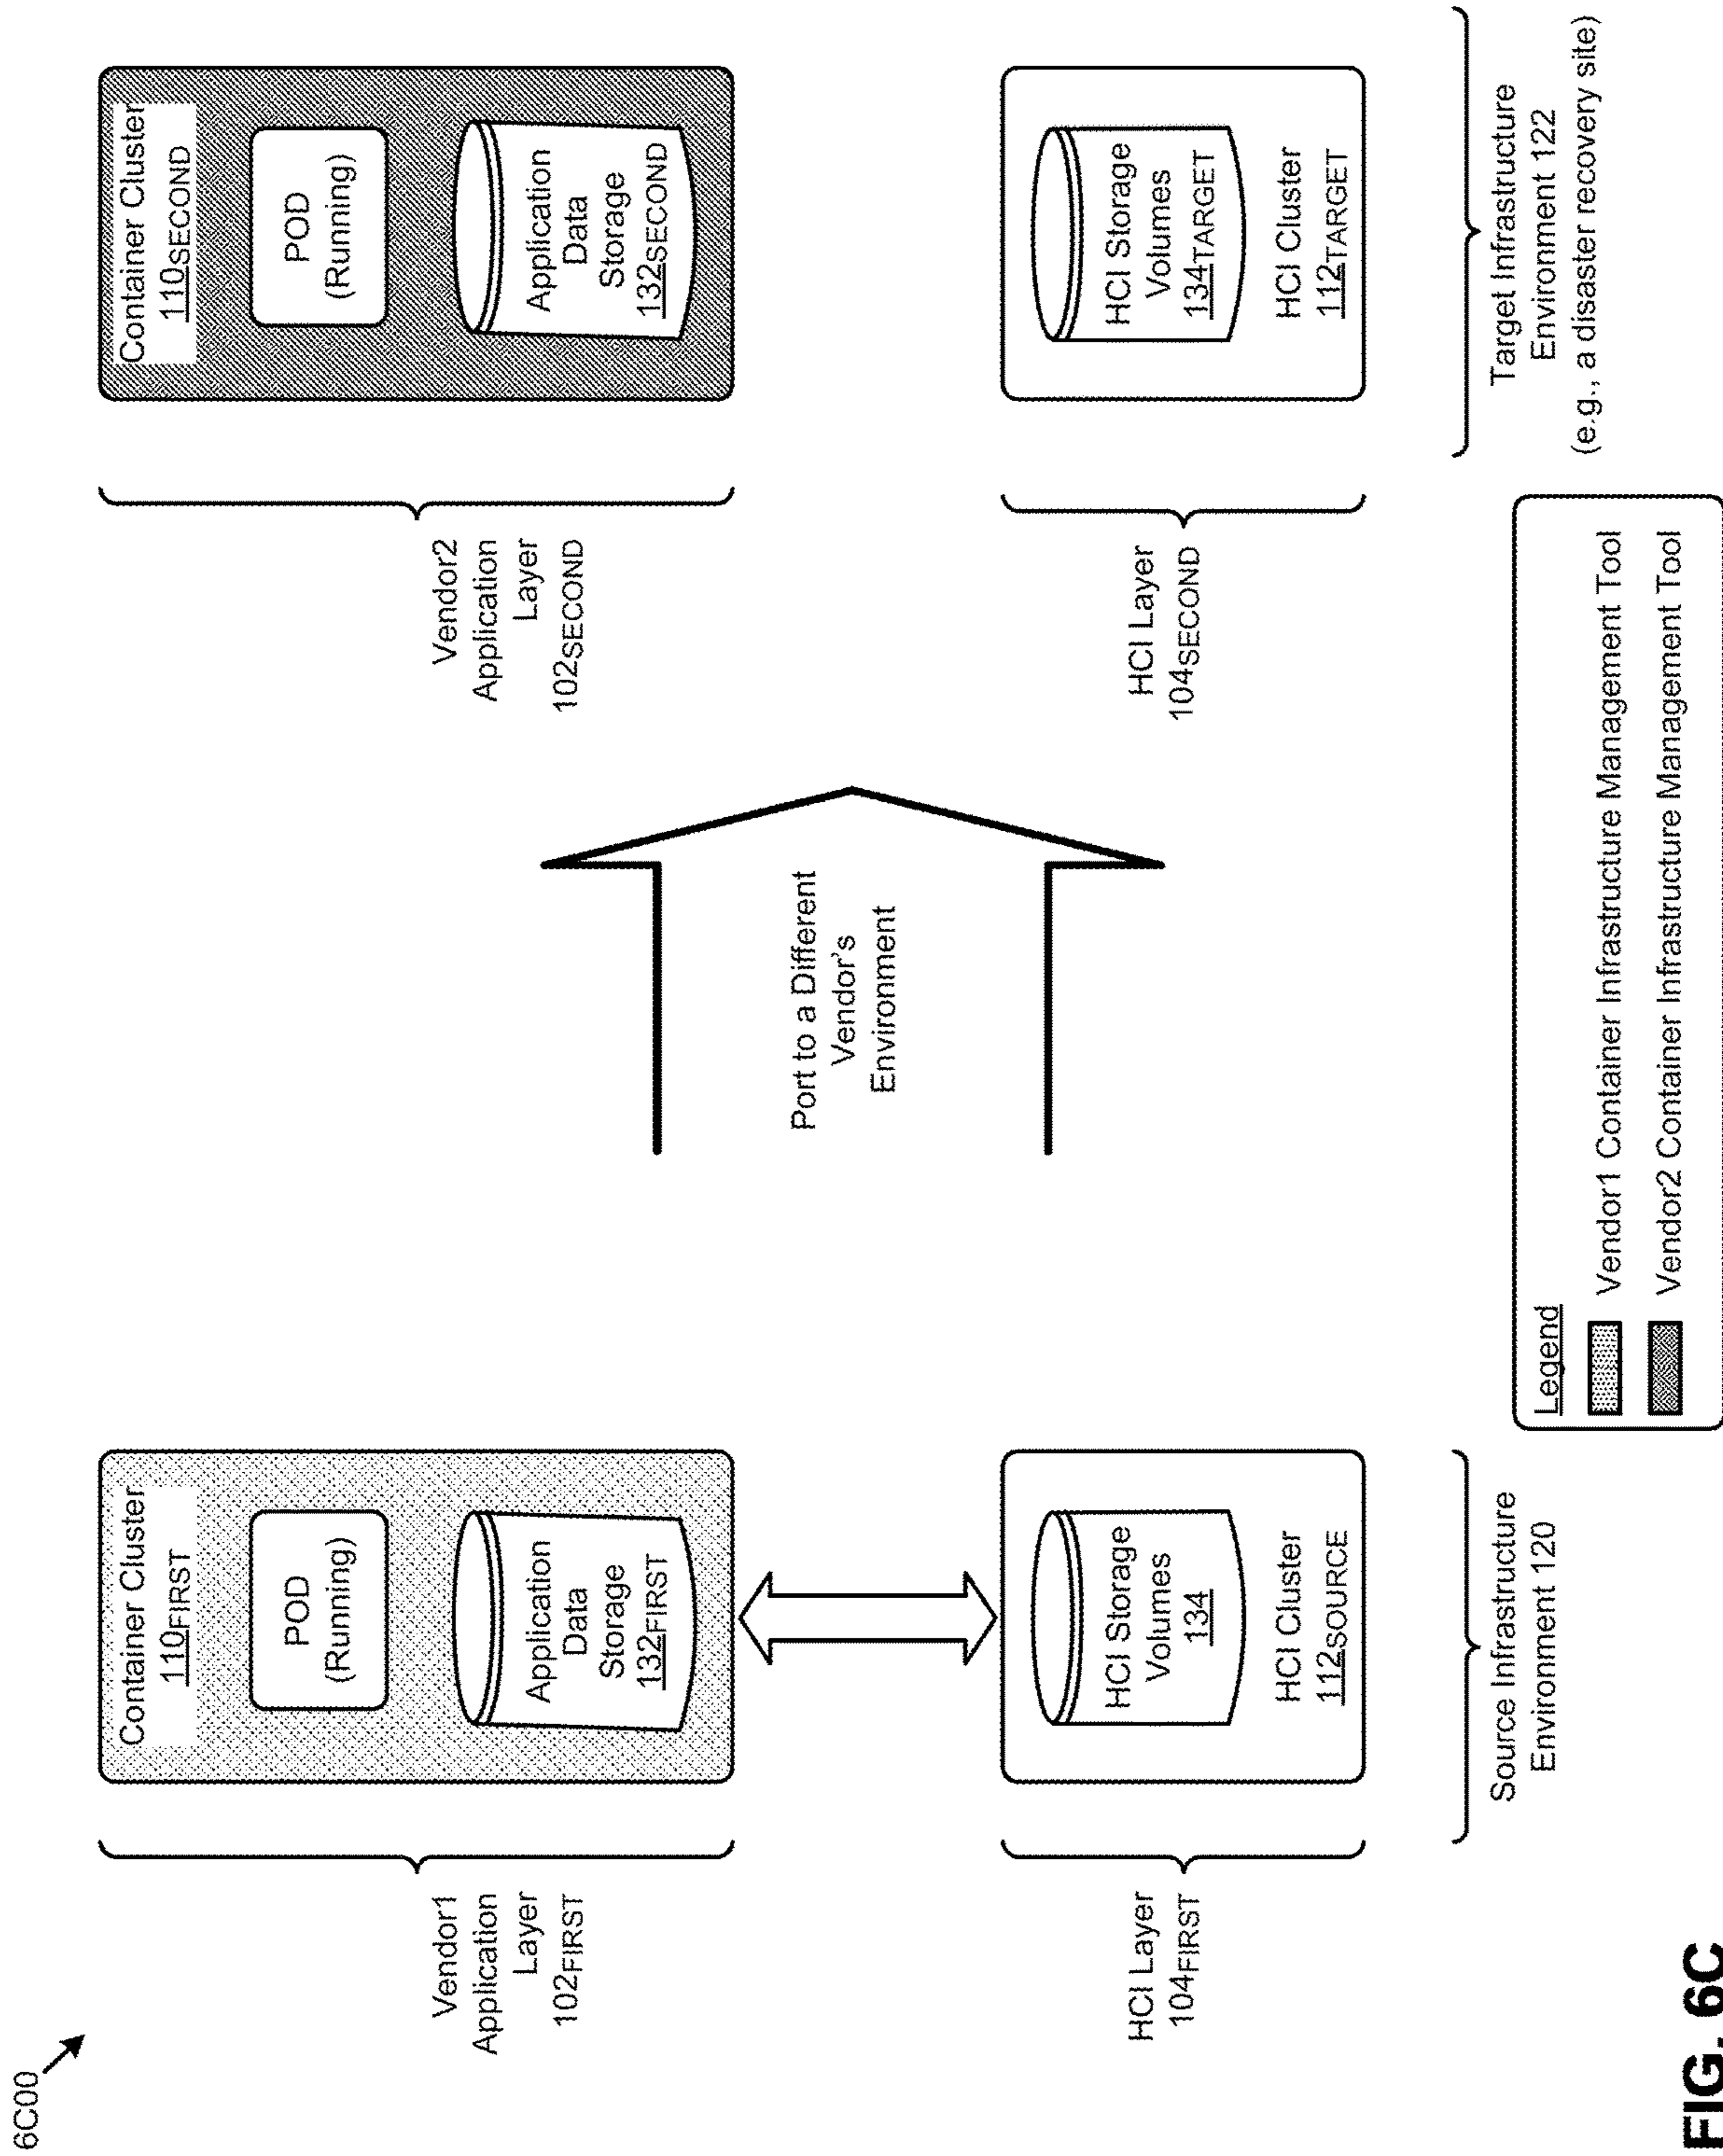 6C00
Vendor1
Application
Layer
102FIRST
Container Cluster
110FIRST
POD
(Running)
Application
Data
Storage
132FIRST
HCI Layer
104FIRST
HCI Storage
Volumes
134
HCI Cluster
112SOURCE
Source Infrastructure
Environment 120
Port to a Different
Vendor's
Environment
Vendor2
Application
Layer
102SECOND
Container Cluster
110SECOND
POD
(Running)
Application
Data
Storage
132SECOND
HCI Layer
104SECOND
HCI Storage
Volumes
134TARGET
HCI Cluster
112TARGET
Target Infrastructure
Environment 122
(e.g., a disaster recovery site)
Legend
Vendor1 Container Infrastructure Management Tool
Vendor2 Container Infrastructure Management Tool
FIG. 6C